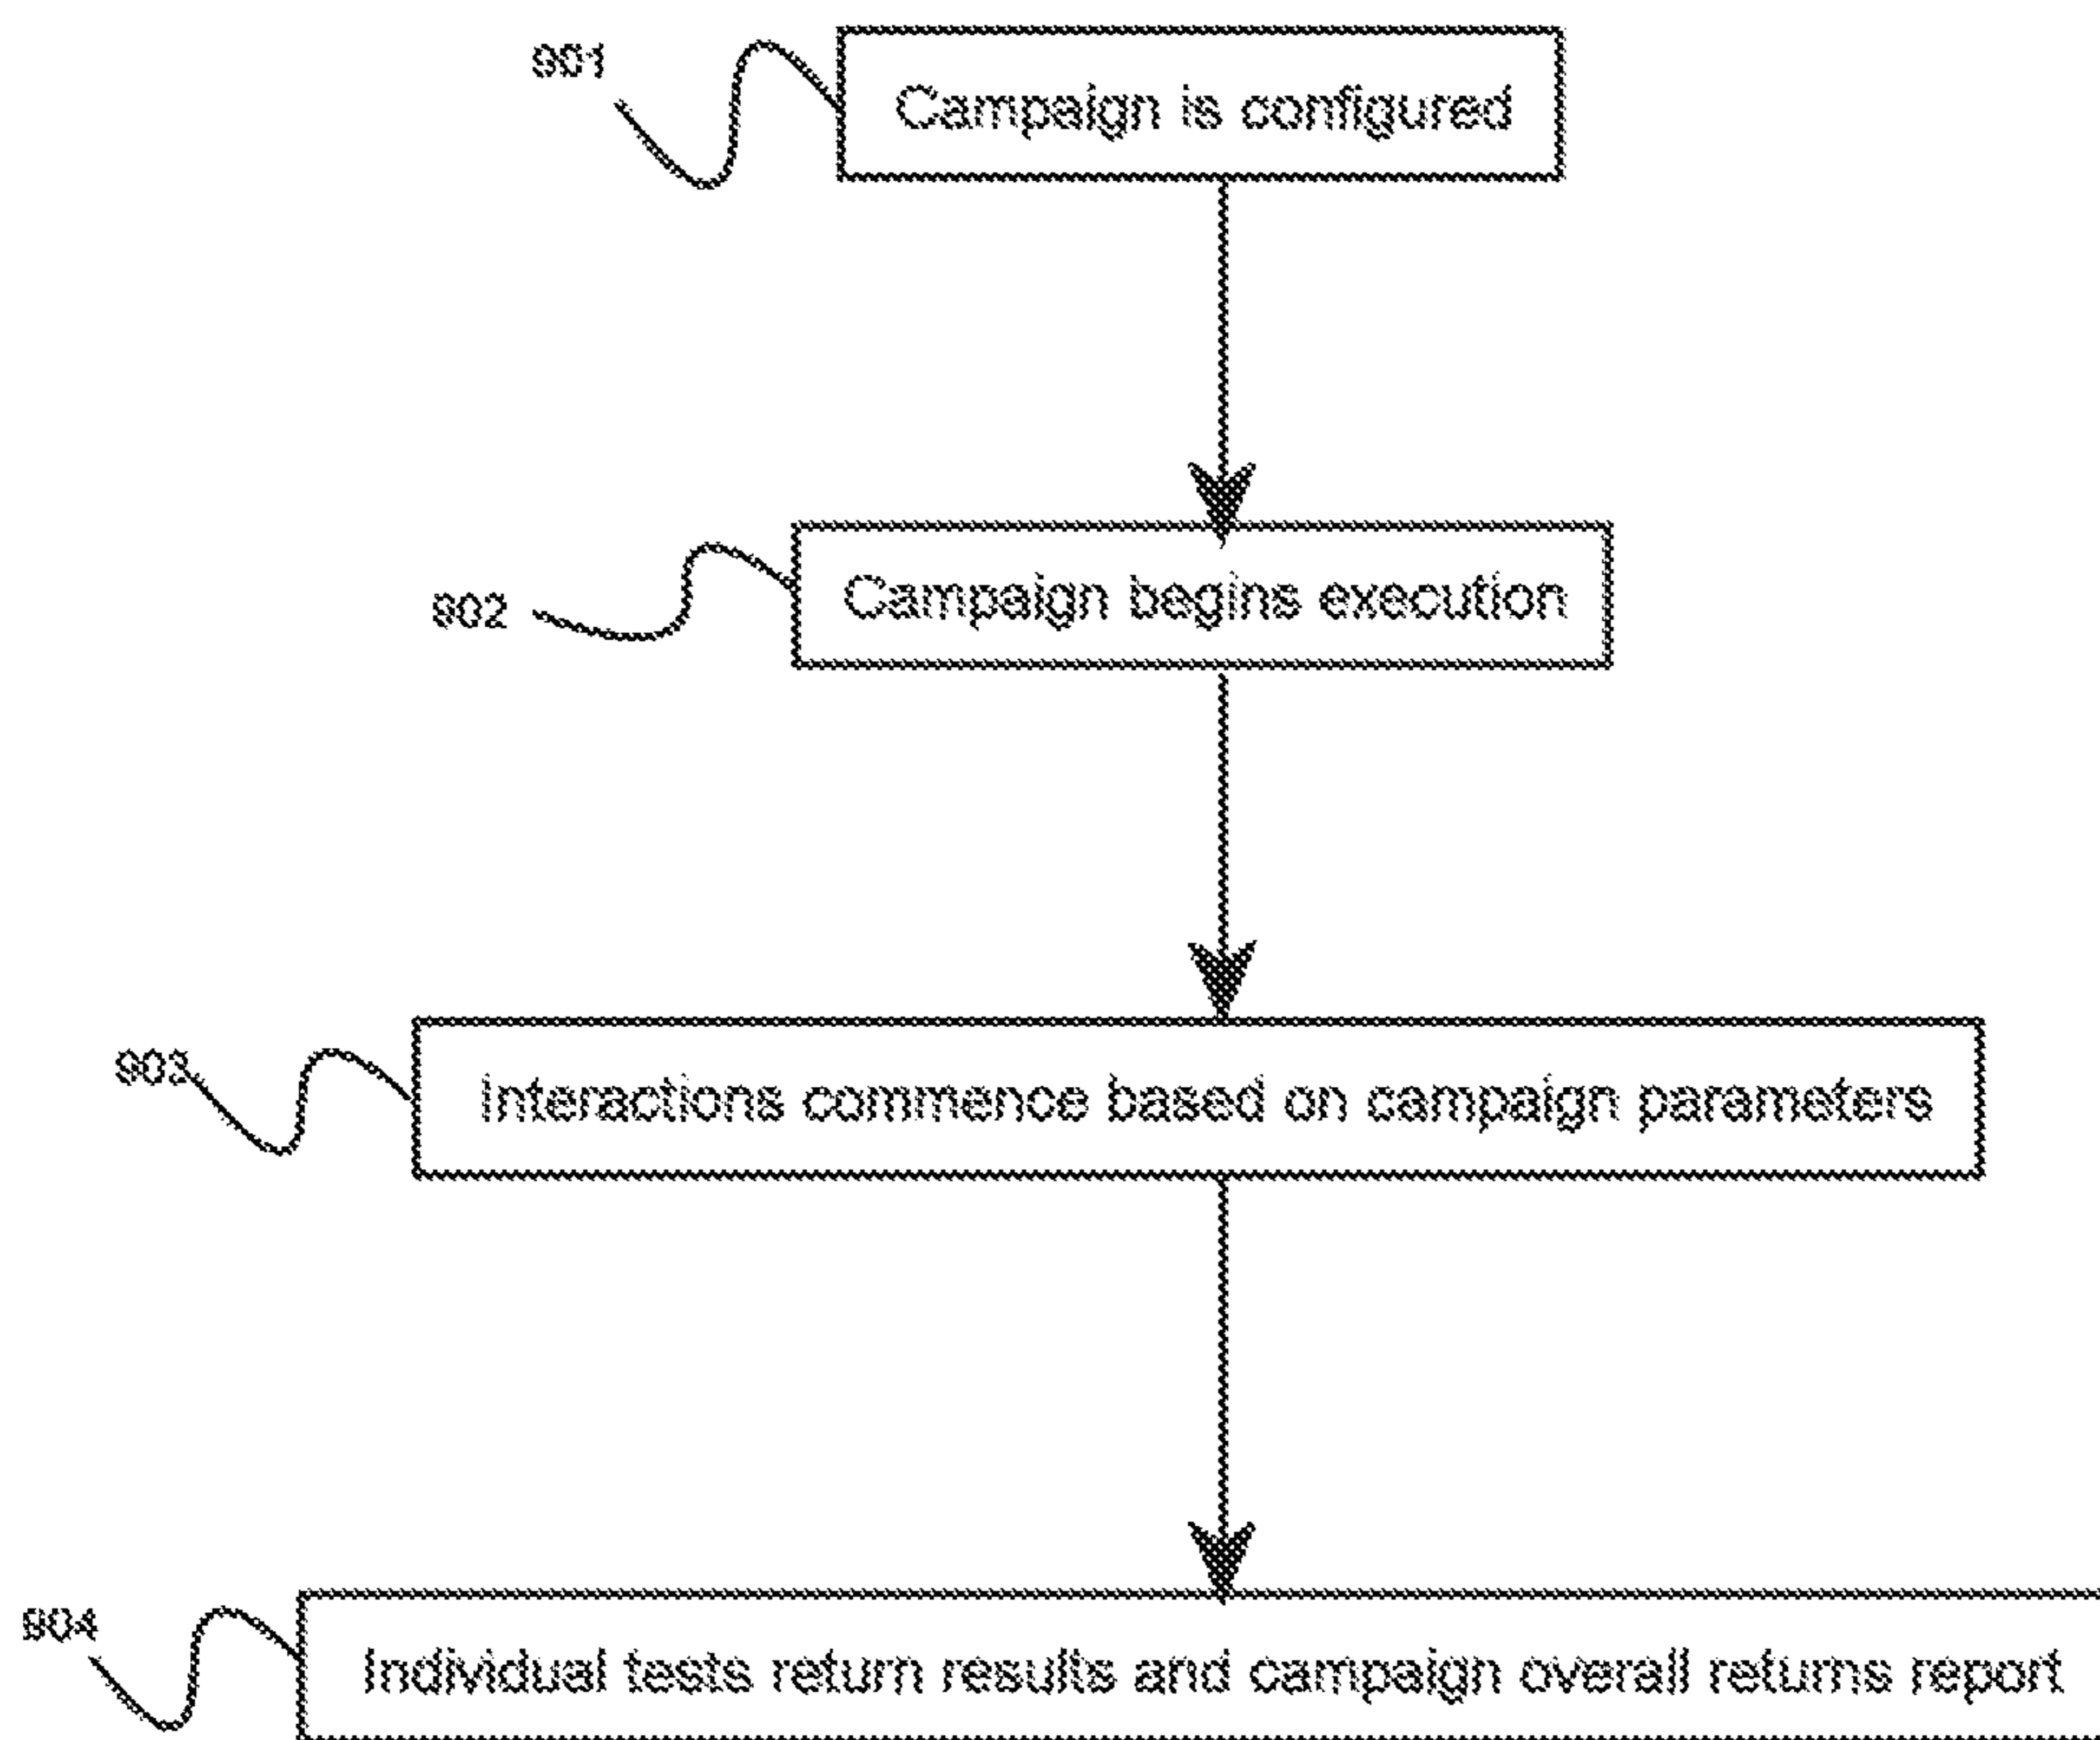 901
Campaign is configured
902
Campaign begins execution
903
Interactions commence based on campaign parameters
904
Individual tests return results and campaign overall returns report